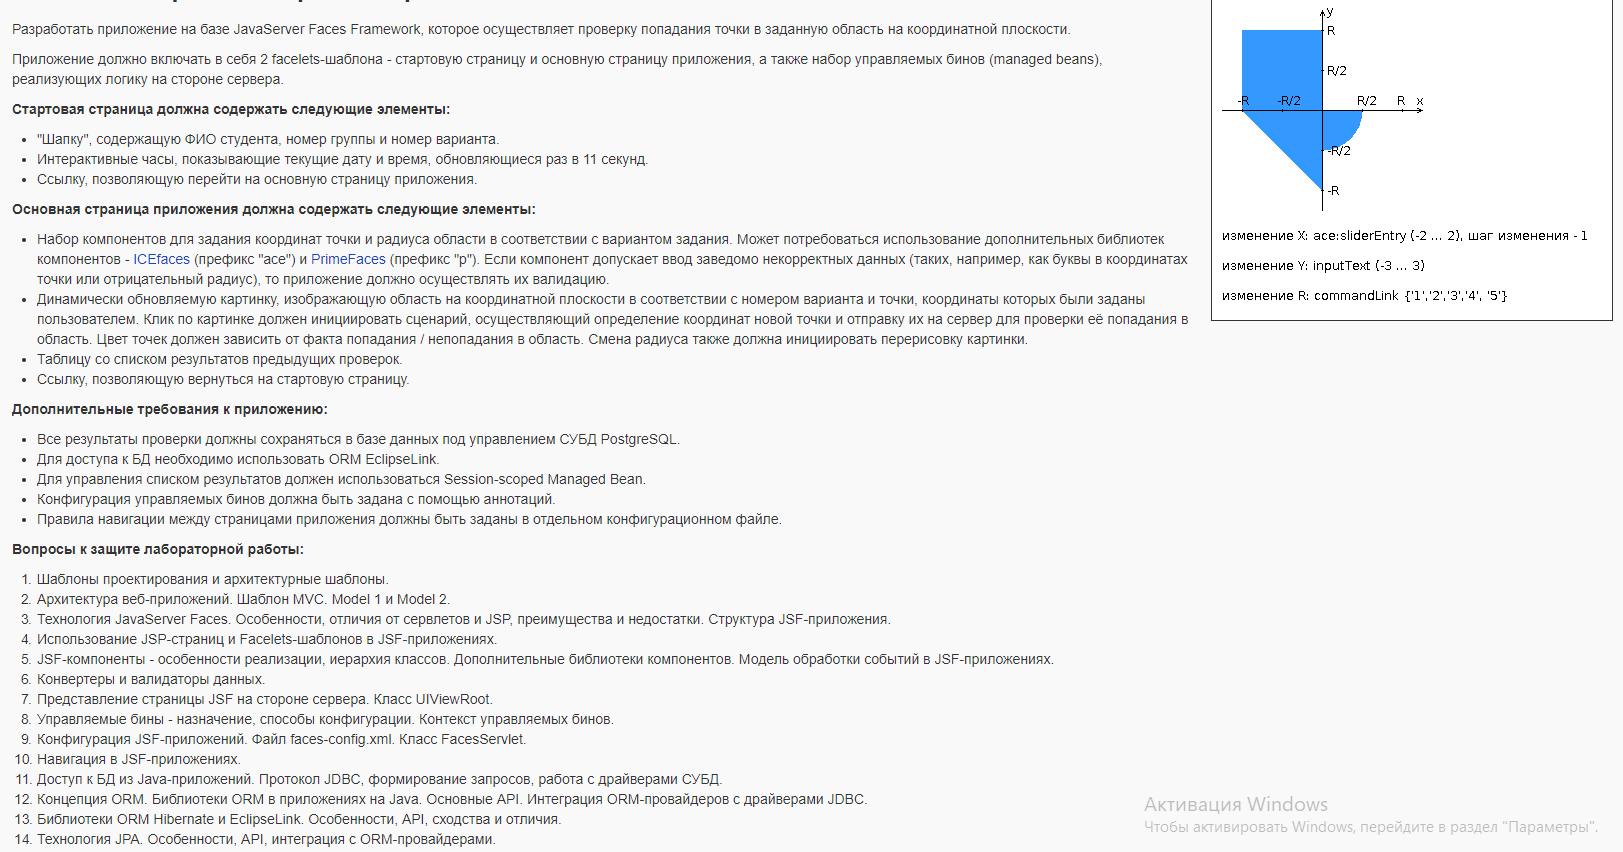 Разработать приложение на базе JavaServer Faces Framework, которое осуществляет проверку попадания точки в заданную область на координатной плоскости.
Приложение должно включать в себя 2 facelets-шаблона - стартовую страницу и основную страницу приложения, а также набор управляемых бинов (managed beans),
реализующих логику на стороне сервера.
Стартовая страница должна содержать следующие элементы:
"Шапку", содержащую ФИО студента, номер группы и номер варианта.
Интерактивные часы, показывающие текущие дату и время, обновляющиеся раз в 11 секунд.
Ссылку, позволяющую перейти на основную страницу приложения.
Основная страница приложения должна содержать следующие элементы:
Набор компонентов для задания координат точки и радиуса области в соответствии с вариантом задания. Может потребоваться использование дополнительных библиотек
компонентов - ICEfaces (префикс "ace") и PrimeFaces (префикс "p"). Если компонент допускает ввод заведомо некорректных данных (таких, например, как буквы в координатах
точки или отрицательный радиус), то приложение должно осуществлять их валидацию.
Динамически обновляемую картинку, изображающую область на координатной плоскости в соответствии с номером варианта и точки, координаты которых были заданы
пользователем. Клик по картинке должен инициировать сценарий, осуществляющий определение координат новой точки и отправку их на сервер для проверки её попадания в
область. Цвет точек должен зависить от факта попадания / непопадания в область. Смена радиуса также должна инициировать перерисовку картинки.
Таблицу со списком результатов предыдущих проверок.
Ссылку, позволяющую вернуться на стартовую страницу.
Дополнительные требования к приложению:
Все результаты проверки должны сохраняться в базе данных под управлением СУБД PostgreSQL.
Для доступа к БД необходимо использовать ORM EclipseLink.
Для управления списком результатов должен использоваться Session-scoped Managed Bean.
Конфигурация управляемых бинов должна быть задана с помощью аннотаций.
Правила навигации между страницами приложения должны быть заданы в отдельном конфигурационном файле.
Вопросы к защите лабораторной работы:
1. Шаблоны проектирования и архитектурные шаблоны.
2. Архитектура веб-приложений. Шаблон MVC. Model 1 и Model 2.
3. Технология JavaServer Faces. Особенности, отличия от сервлетов и JSP, преимущества и недостатки. Структура JSF-приложения.
4. Использование JSP-страниц и Facelets-шаблонов в JSF-приложениях.
5. JSF-компоненты - особенности реализации, иерархия классов. Дополнительные библиотеки компонентов. Модель обработки событий в JSF-приложениях.
6. Конвертеры и валидаторы данных.
7. Представление страницы JSF на стороне сервера. Класс UIViewRoot.
8. Управляемые бины - назначение, способы конфигурации. Контекст управляемых бинов.
9. Конфигурация JSF-приложений. Файл faces-config.xml. Класс FacesServlet.
10. Навигация в JSF-приложениях.
11. Доступ к БД из Java-приложений. Протокол JDBC, формирование запросов, работа с драйверами СУБД.
12. Концепция ORM. Библиотеки ORM в приложениях на Java. Основные API. Интеграция ORM-провайдеров с драйверами JDBC.
13. Библиотеки ORM Hibernate и EclipseLink. Особенности, API, сходства и отличия.
14. Технология JPA. Особенности, API, интеграция с ORM-провайдерами.
y
R
R/2
-R -R/2 R/2 R x
-R/2
-R
изменение X: ace:sliderEntry (-2 ... 2), шаг изменения - 1
изменение Y: inputText (-3 ... 3)
изменение R: commandLink {'1','2','3','4', '5'}
Активация Windows
Чтобы активировать Windows, перейдите в раздел "Параметры".